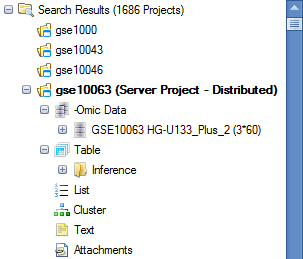 Search Results (1686 Projects)
gse1000
gse10043
gse10046
gse10063 (Server Project - Distributed)
-Omic Data
GSE10063 HG-U133_Plus_2 (3*60)
Table
Inference
List
Cluster
Text
Attachments